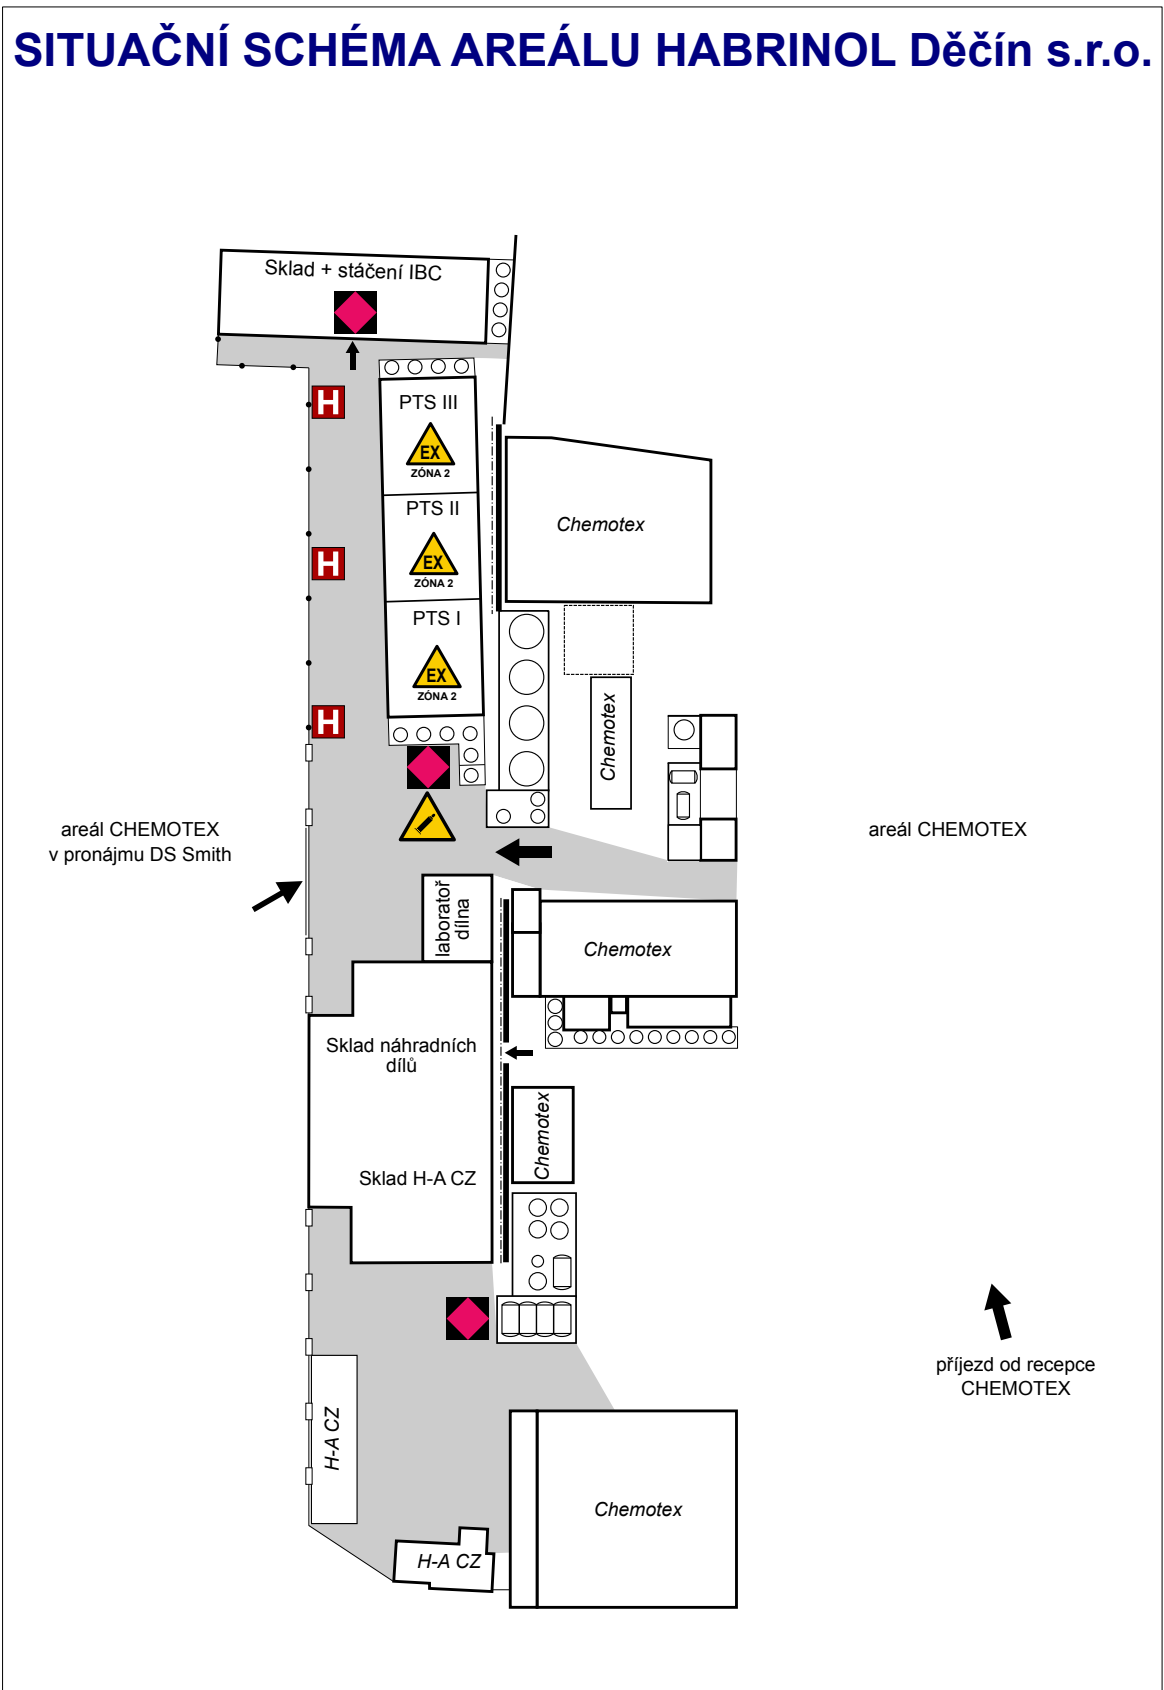 SITUAČNÍ SCHÉMA AREÁLU HABRINOL Děčín s.r.o.
Sklad + stáčení IBC
H
PTS III
EX
ZÓNA 2
PTS II
Chemotex
H
EX
ZÓNA 2
PTS I
EX
ZÓNA 2
Chemotex
H
areál CHEMOTEX
v pronájmu DS Smith
areál CHEMOTEX
laboratoř
dílna
Chemotex
Sklad náhradních
dílů
Chemotex
Sklad H-A CZ
příjezd od recepce
CHEMOTEX
H-A CZ
Chemotex
H-A CZ